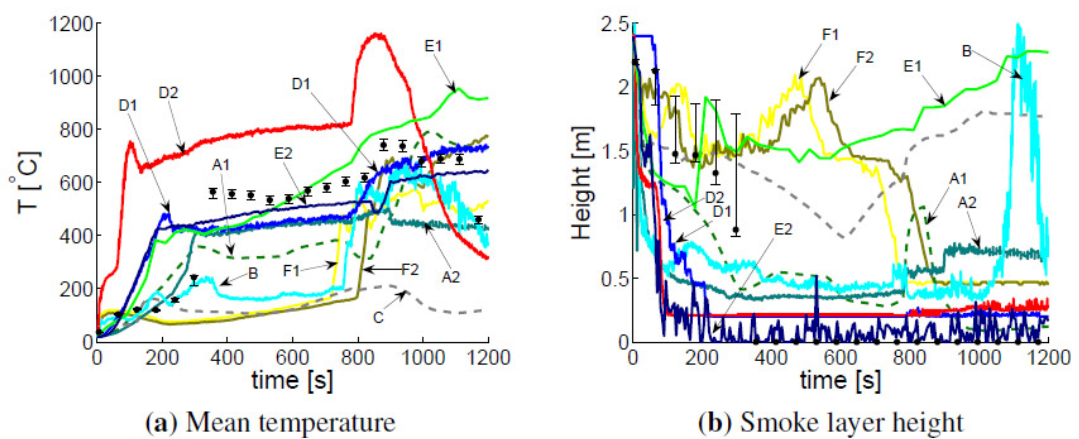 1200
1000
800
600
400
200
0
T [°C]
D1
D2
A1
E2
D1
E1
B
F1
F2
C
A2
0 200 400 600 800 1000 1200
time [s]
(a) Mean temperature
2.5
2
1.5
1
0.5
0
Height [m]
F1
F2
E1
B
D2
D1
E2
A1
A2
0 200 400 600 800 1000 1200
time [s]
(b) Smoke layer height